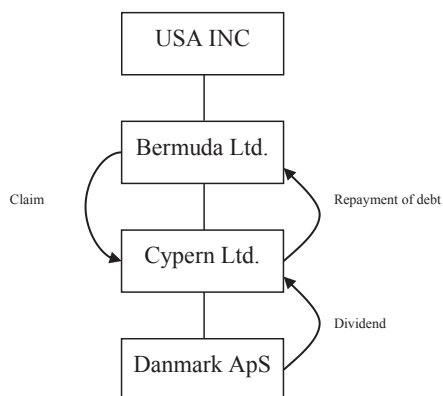 USA INC
Bermuda Ltd.
Claim
Repayment of debt
Cypern Ltd.
Dividend
Danmark ApS